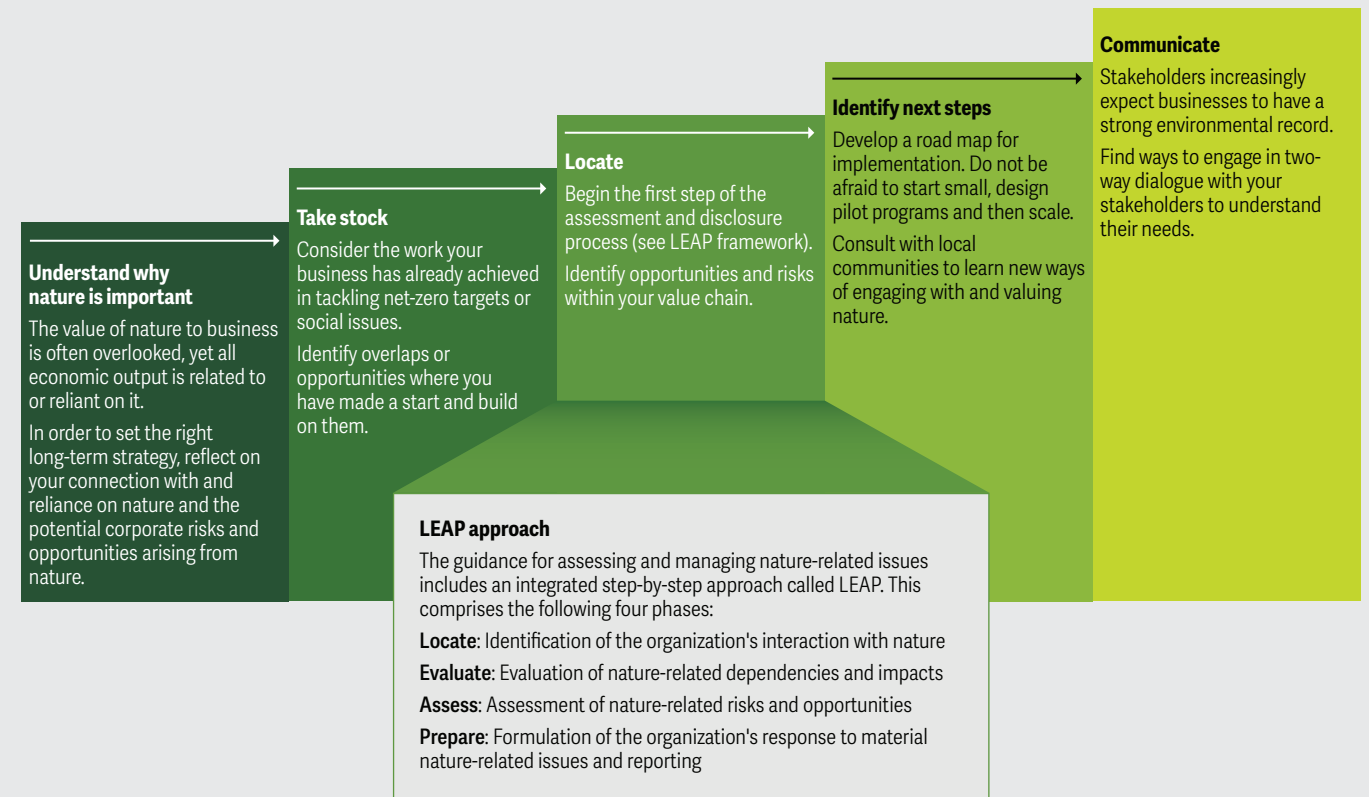 Understand why
nature is important
The value of nature to business
is often overlooked, yet all
economic output is related to
or reliant on it.
In order to set the right
long-term strategy, reflect on
your connection with and
reliance on nature and the
potential corporate risks and
opportunities arising from
nature.
Take stock
Consider the work your
business has already achieved
in tackling net-zero targets or
social issues.
Identify overlaps or
opportunities where you
have made a start and build
on them.
Locate
Begin the first step of the
assessment and disclosure
process (see LEAP framework).
Identify opportunities and risks
within your value chain.
Identify next steps
Develop a road map for
implementation. Do not be
afraid to start small, design
pilot programs and then scale.
Consult with local
communities to learn new ways
of engaging with and valuing
nature.
Communicate
Stakeholders increasingly
expect businesses to have a
strong environmental record.
Find ways to engage in two-
way dialogue with your
stakeholders to understand
their needs.
LEAP approach
The guidance for assessing and managing nature-related issues
includes an integrated step-by-step approach called LEAP. This
comprises the following four phases:
Locate: Identification of the organization's interaction with nature
Evaluate: Evaluation of nature-related dependencies and impacts
Assess: Assessment of nature-related risks and opportunities
Prepare: Formulation of the organization's response to material
nature-related issues and reporting